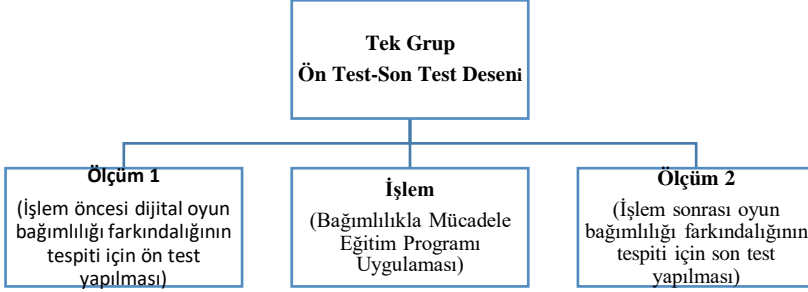 Tek Grup
Ön Test-Son Test Deseni
Ölçüm 1
(İşlem öncesi dijital oyun
bağımlılığı farkındalığının
tespiti için ön test
yapılması)
İşlem
(Bağımlılıkla Mücadele
Eğitim Programı
Uygulaması)
Ölçüm 2
(İşlem sonrası oyun
bağımlılığı farkındalığının
tespiti için son test
yapılması)